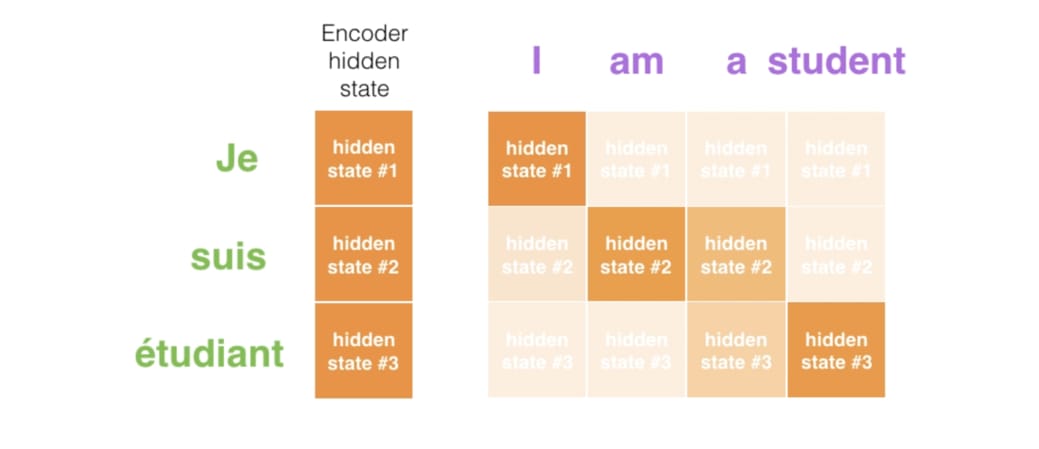 Encoder
hidden
state
I am a student
Je
hidden
state #1
hidden
state #1
hidden
state #1
hidden
state #1
hidden
state #1
suis
hidden
state #2
hidden
state #2
hidden
state #2
hidden
state #2
hidden
state #2
étudiant
hidden
state #3
hidden
state #3
hidden
state #3
hidden
state #3
hidden
state #3